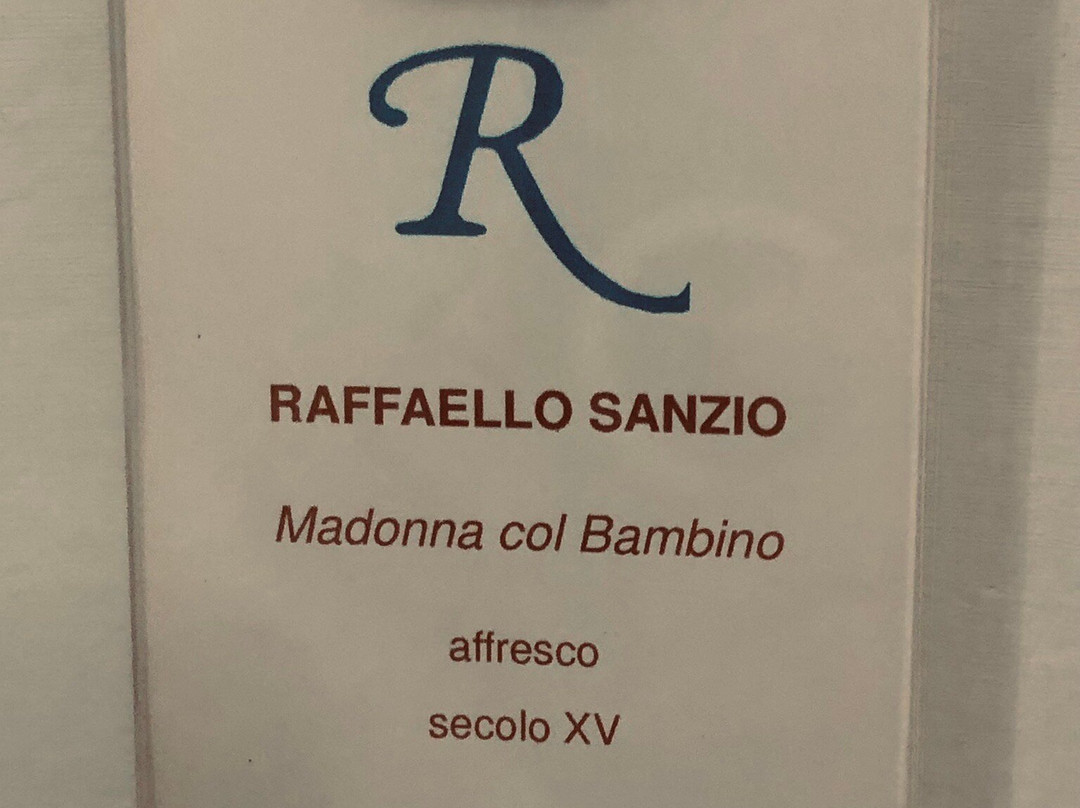 R
RAFFAELLO SANZIO
Madonna col Bambino
affresco
secolo XV